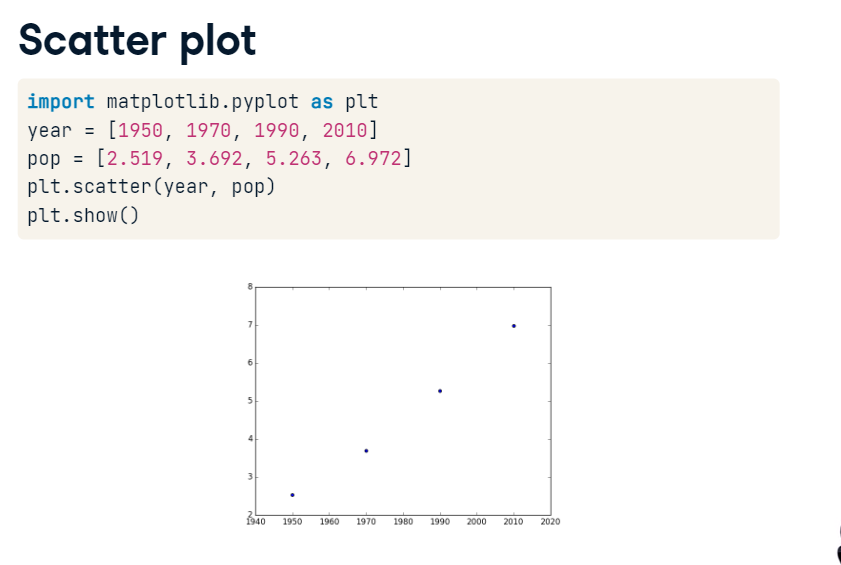 Scatter plot
import matplotlib.pyplot as plt
year = [1950, 1970, 1990, 2010]
pop = [2.519, 3.692, 5.263, 6.972]
plt.scatter(year, pop)
plt.show()
8
7
6
5
4
3
2
1940 1950 1960 1970 1980 1990 2000 2010 2020